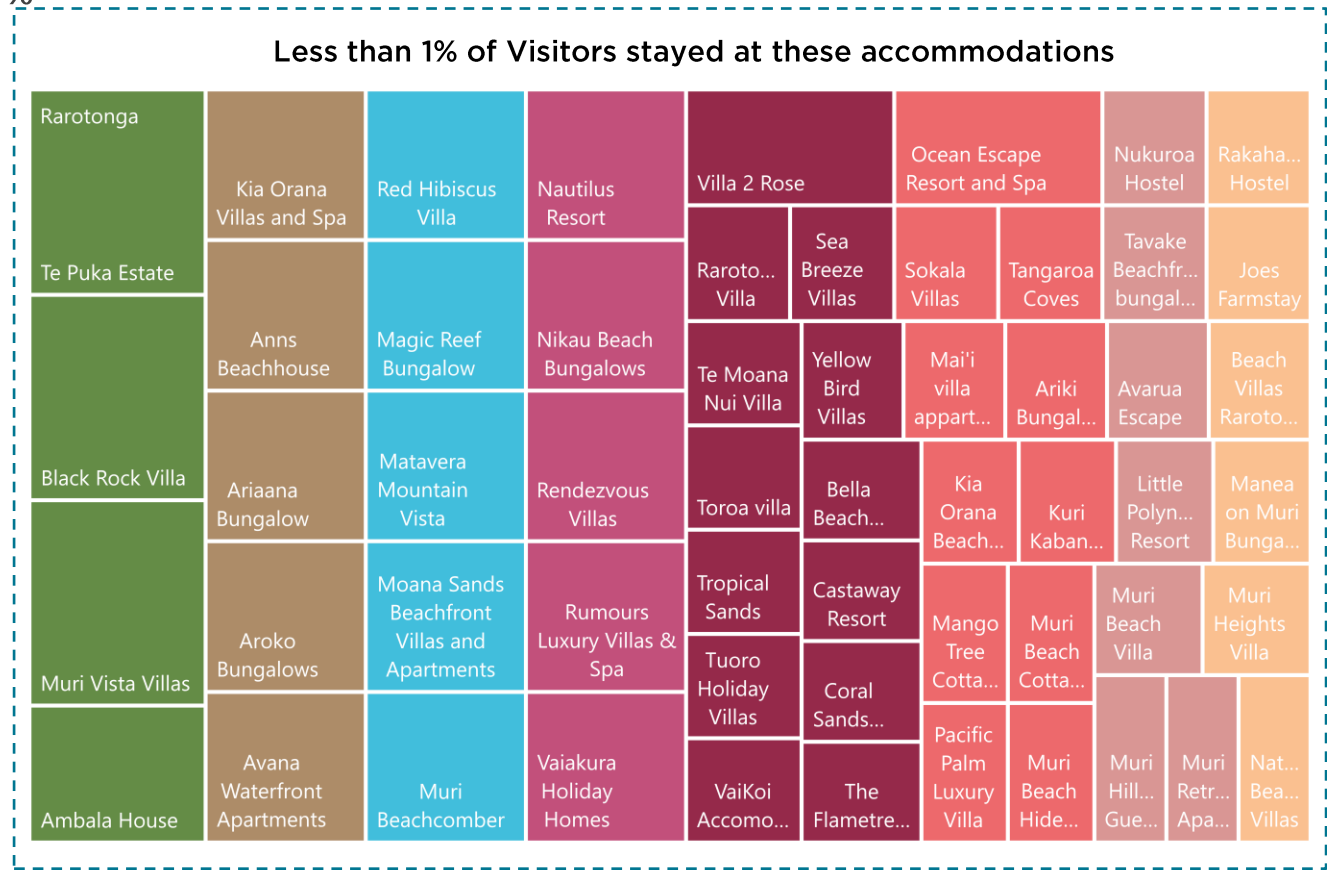 %
Less than 1% of Visitors stayed at these accommodations
Rarotonga
Te Puka Estate
Black Rock Villa
Muri Vista Villas
Ambala House
Kia Orana
Villas and Spa
Anns
Beachhouse
Ariaana
Bungalow
Aroko
Bungalows
Avana
Waterfront
Apartments
Red Hibiscus
Villa
Magic Reef
Bungalow
Matavera
Mountain
Vista
Moana Sands
Beachfront
Villas and
Apartments
Muri
Beachcomber
Nautilus
Resort
Nikau Beach
Bungalows
Rendezvous
Villas
Rumours
Luxury Villas &
Spa
Vaiakura
Holiday
Homes
Villa 2 Rose
Raroto...
Villa
Sea
Breeze
Villas
Te Moana
Nui Villa
Toroa villa
Tropical
Sands
Tuoro
Holiday
Villas
VaiKoi
Accomo...
Yellow
Bird
Villas
Bella
Beach...
Castaway
Resort
Coral
Sands...
The
Flametre...
Ocean Escape
Resort and Spa
Sokala
Villas
Tangaroa
Coves
Mai'i
villa
appart...
Ariki
Bungal...
Kia
Orana
Beach...
Kuri
Kaban...
Mango
Tree
Cotta...
Muri
Beach
Cotta...
Pacific
Palm
Luxury
Villa
Muri
Beach
Hide...
Nukuroa
Hostel
Tavake
Beachfr...
bungal...
Avarua
Escape
Little
Polyn...
Resort
Muri
Beach
Villa
Muri
Hill...
Gue...
Muri
Retr...
Apa...
Rakaha...
Hostel
Joes
Farmstay
Beach
Villas
Raroto...
Manea
on Muri
Bunga...
Muri
Heights
Villa
Nat...
Bea...
Villas